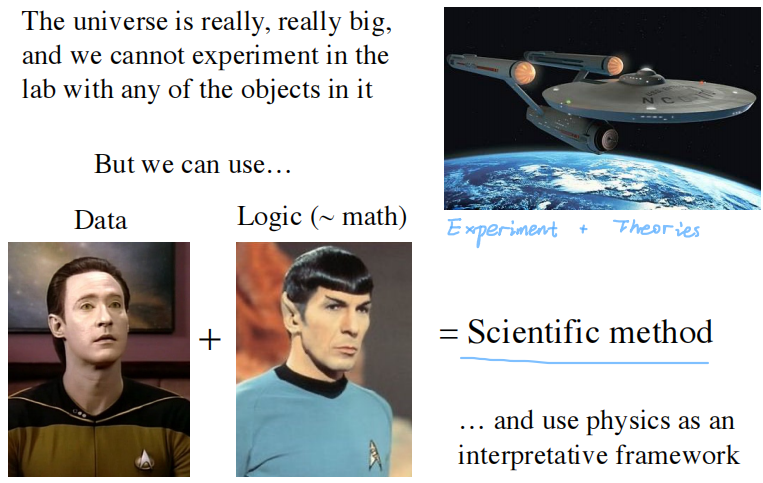 The universe is really, really big,
and we cannot experiment in the
lab with any of the objects in it
But we can use…
Data
Logic (~ math)
Experiment + Theories
+
= Scientific method
… and use physics as an
interpretative framework